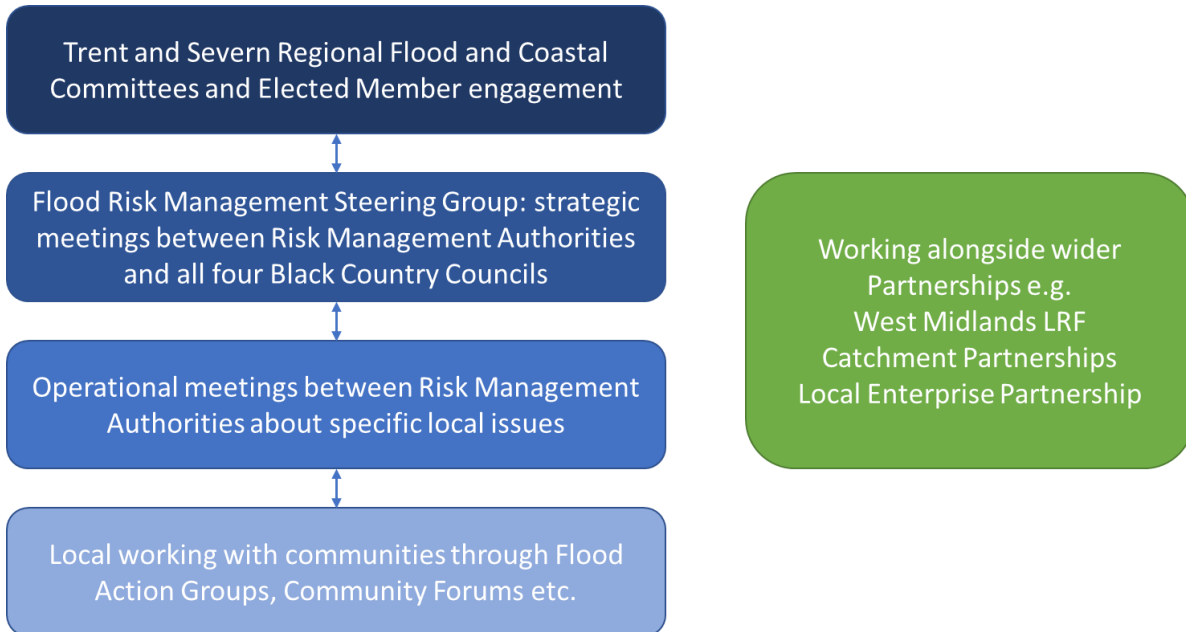 Trent and Severn Regional Flood and Coastal
Committees and Elected Member engagement
Flood Risk Management Steering Group: strategic
meetings between Risk Management Authorities
and all four Black Country Councils
Operational meetings between Risk Management
Authorities about specific local issues
Local working with communities through Flood
Action Groups, Community Forums etc.
Working alongside wider
Partnerships e.g.
West Midlands LRF
Catchment Partnerships
Local Enterprise Partnership